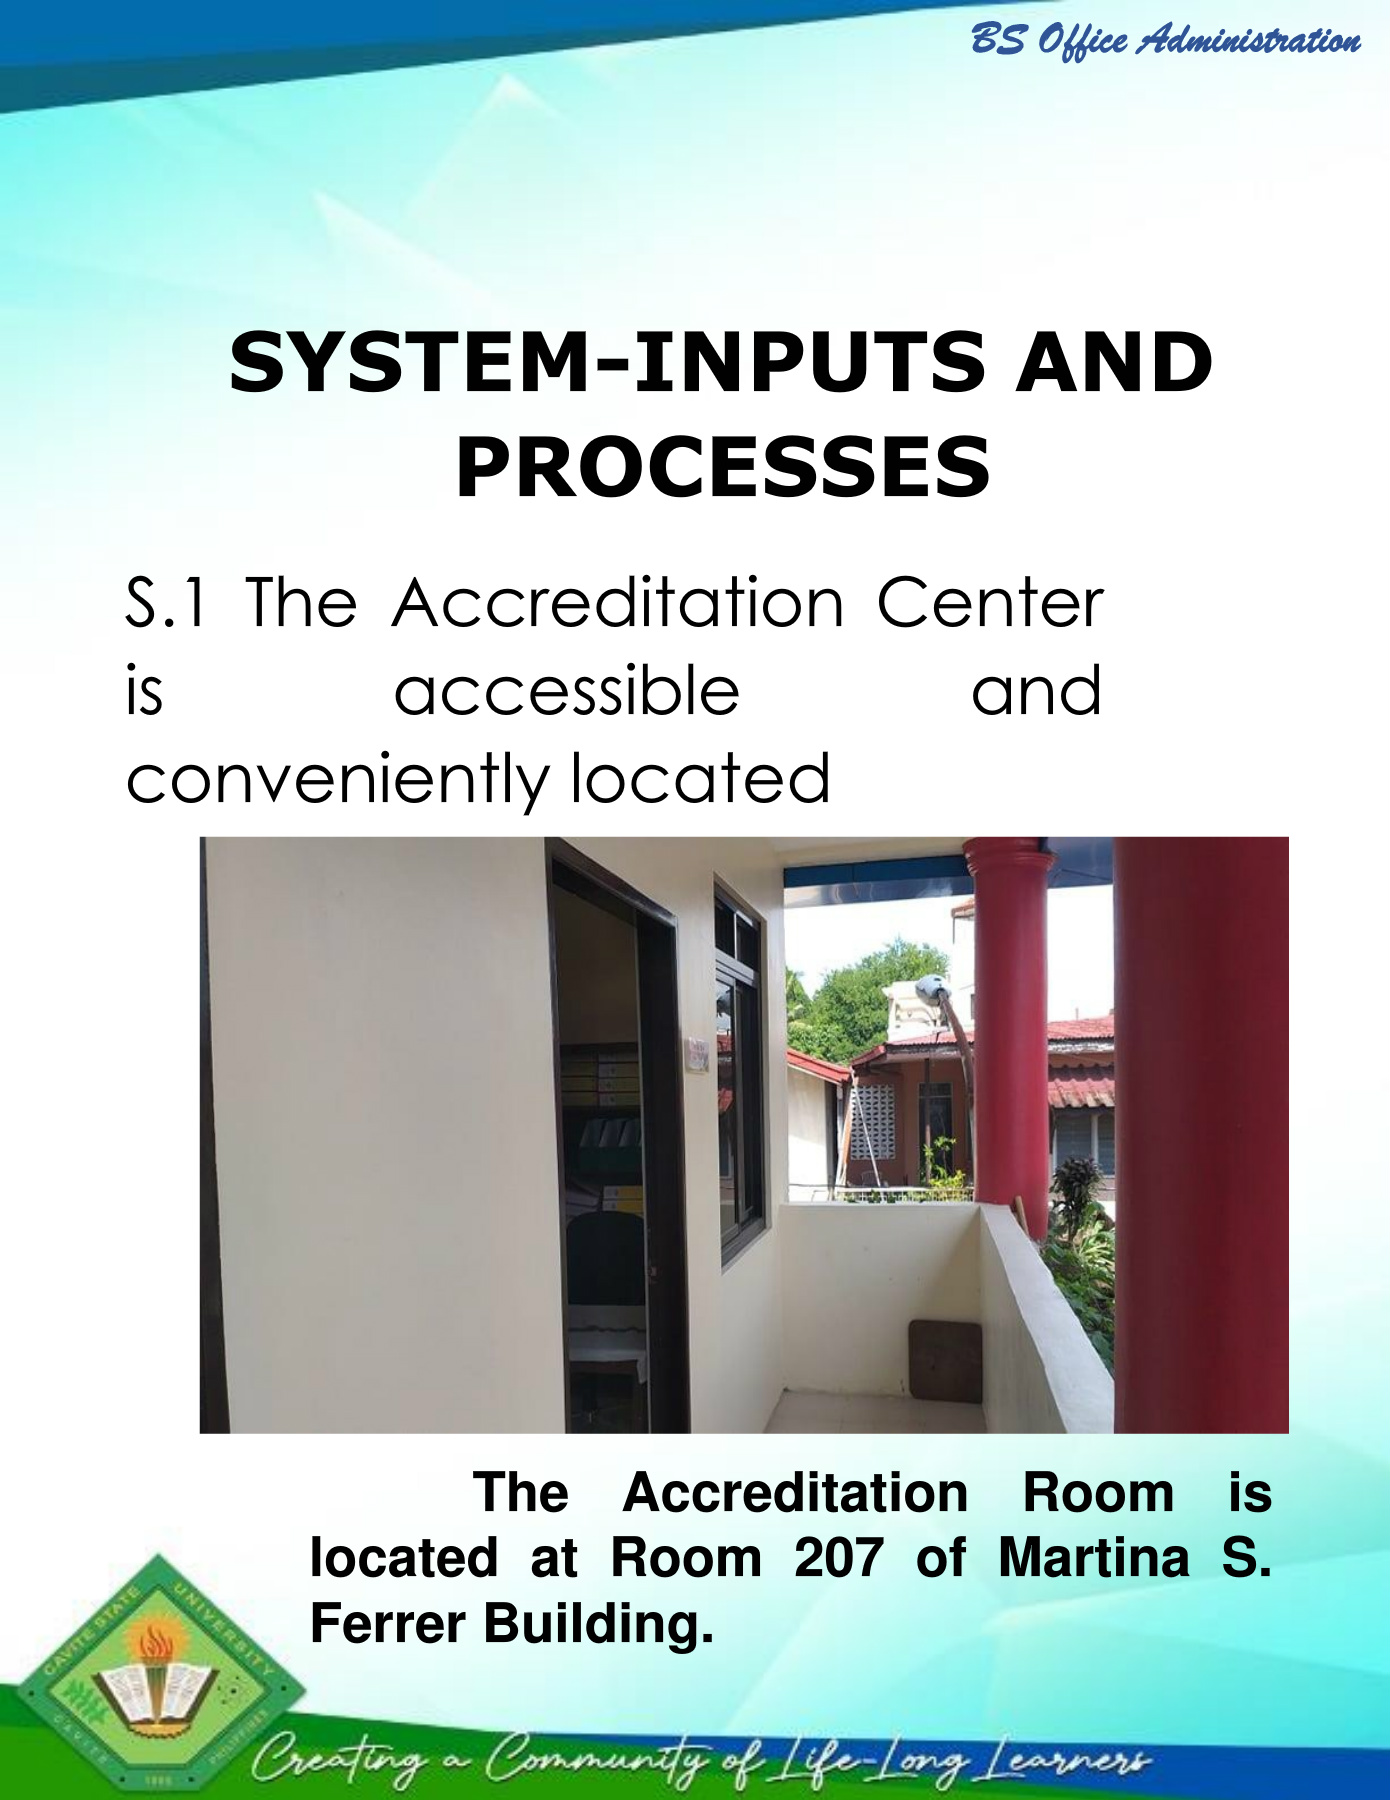 BS Office Administration
SYSTEM-INPUTS AND
PROCESSES
S.1 The Accreditation Center
is accessible and
conveniently located
The Accreditation Room is
located at Room 207 of Martina S.
Ferrer Building.
CAVITE STATE UNIVERSITY
CAVITE PHILIPPINES
Creating a Community of Life-Long Learners